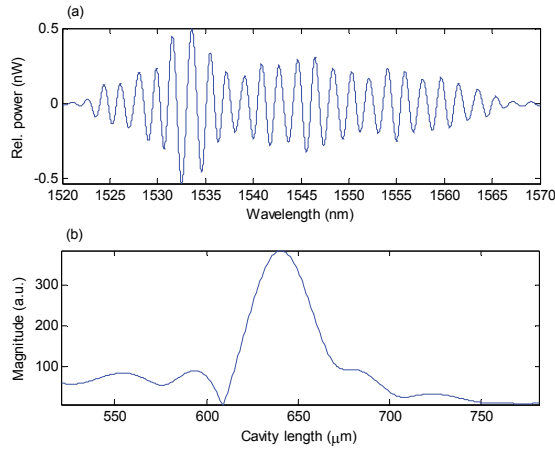 (a)
0.5
0
-0.5
Rel. power (nW)
1520 1525 1530 1535 1540 1545 1550 1555 1560 1565 1570
Wavelength (nm)
(b)
300
200
100
Magnitude (a.u.)
550 600 650 700 750
Cavity length (μm)